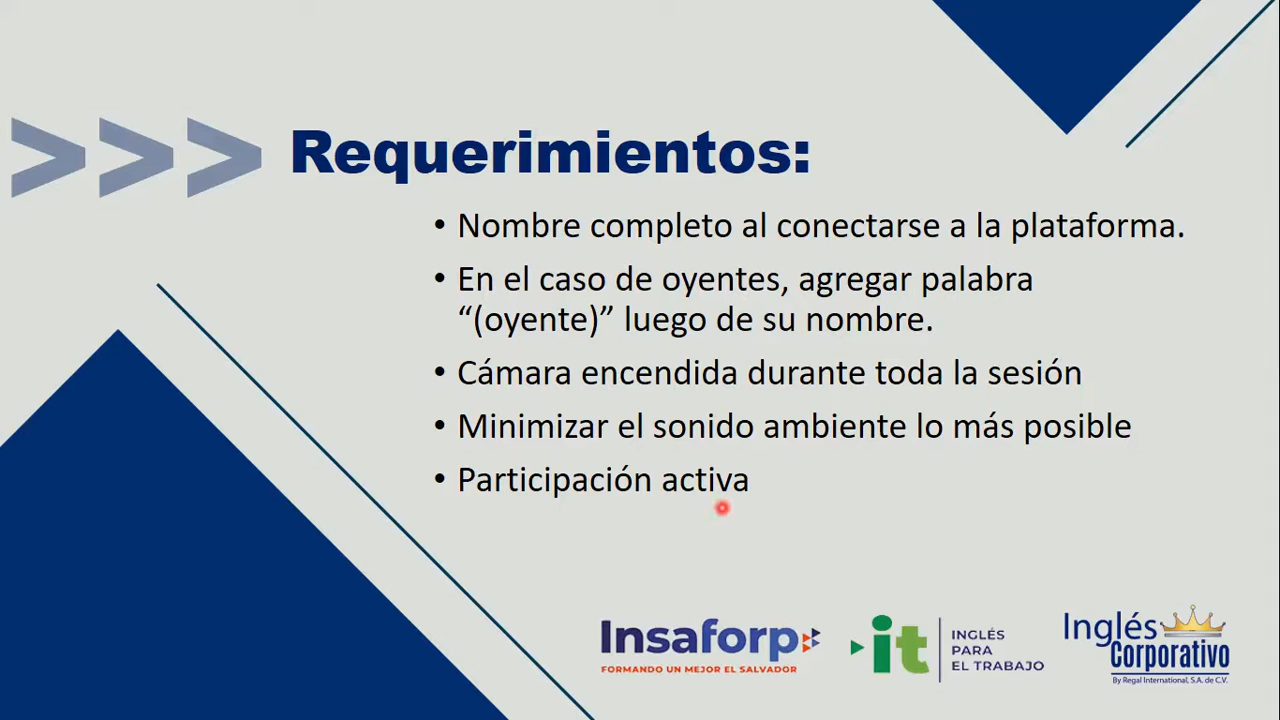 >>> Requerimientos:
• Nombre completo al conectarse a la plataforma.
• En el caso de oyentes, agregar palabra
“(oyente)” luego de su nombre.
• Cámara encendida durante toda la sesión
• Minimizar el sonido ambiente lo más posible
• Participación activa
Insaforp
FORMANDO UN MEJOR EL SALVADOR
it
INGLÉS
PARA
EL TRABAJO
Inglés
Corporativo
By Regal International, S.A. de C.V.